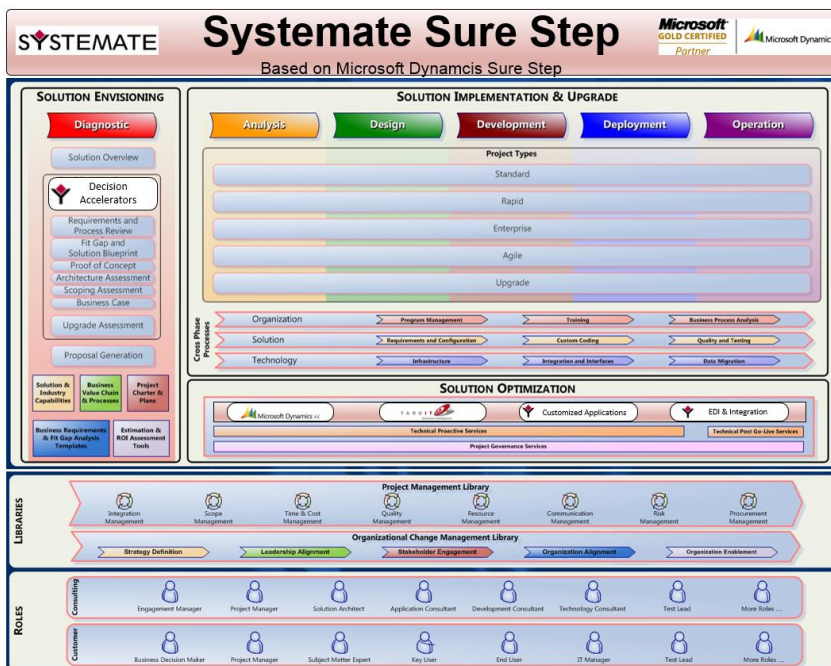 SYSTEMATE
Systemate Sure Step
Based on Microsoft Dynamcis Sure Step
Microsoft
GOLD CERTIFIED
Partner
Microsoft Dynamic
SOLUTION ENVISIONING
Diagnostic
Solution Overview
Decision
Accelerators
Requirements and
Process Review
Fit Gap and
Solution Blueprint
Proof of Concept
Architecture Assessment
Scoping Assessment
Business Case
Upgrade Assessment
Proposal Generation
Solution &
Industry
Capabilities
Business
Value Chain
& Processes
Project
Charter &
Plans
Business Requirements
& Fit Gap Analysis
Templates
Estimation &
ROI Assessment
Tools
SOLUTION IMPLEMENTATION & UPGRADE
Analysis
Design
Development
Deployment
Operation
Project Types
Standard
Rapid
Enterprise
Agile
Upgrade
Cross Phase
Processes
Organization
Program Management
Training
Business Process Analysis
Solution
Requirements and Configuration
Custom Coding
Quality and Testing
Technology
Infrastructure
Integration and Interfaces
Data Migration
SOLUTION OPTIMIZATION
Microsoft Dynamics AX
TARGIT
Customized Applications
EDI & Integration
Technical Proactive Services
Technical Post Go-Live Services
Project Governance Services
LIBRARIES
Project Management Library
Integration
Management
Scope
Management
Time & Cost
Management
Quality
Management
Resource
Management
Communication
Management
Risk
Management
Procurement
Management
Organizational Change Management Library
Strategy Definition
Leadership Alignment
Stakeholder Engagement
Organization Alignment
Organization Enablement
ROLES
Consulting
Engagement Manager
Project Manager
Solution Architect
Application Consultant
Development Consultant
Technology Consultant
Test Lead
More Roles ...
Customer
Business Decision Maker
Project Manager
Subject Matter Expert
Key User
End User
IT Manager
Test Lead
More Roles ...